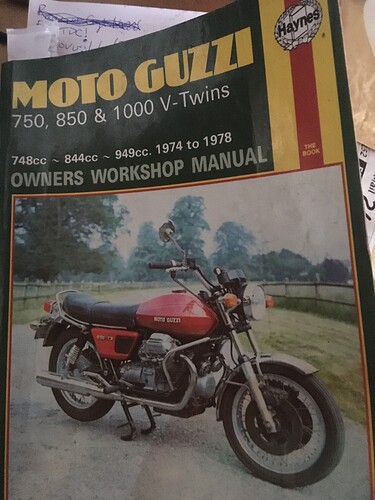 TDC!
Haynes
MOTO GUZZI
750, 850 & 1000 V-Twins
748cc ~ 844cc ~ 949cc. 1974 to 1978
OWNERS WORKSHOP MANUAL
THE
BOOK
MOTO GUZZI